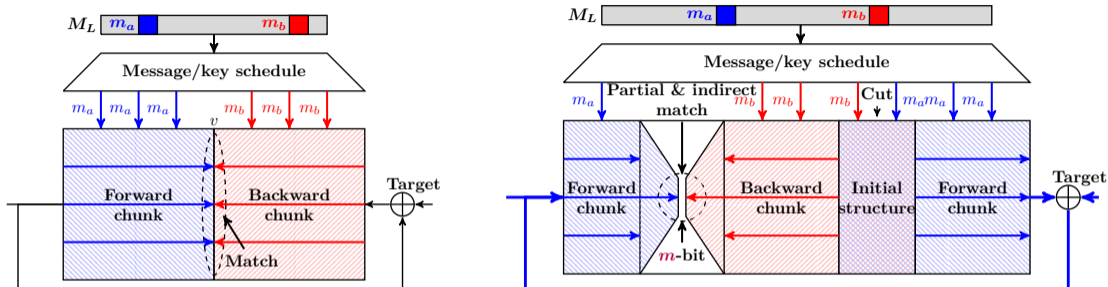 M_L m_a m_b
Message/key schedule
m_a m_a m_a m_b m_b m_b
v
Forward
chunk
Backward
chunk
Target
Match
M_L m_a m_b
Message/key schedule
m_a Partial & indirect
match
m_b m_b m_b Cut m_a m_a m_a
Forward
chunk
Backward
chunk
Initial
structure
Forward
chunk
Target
m-bit